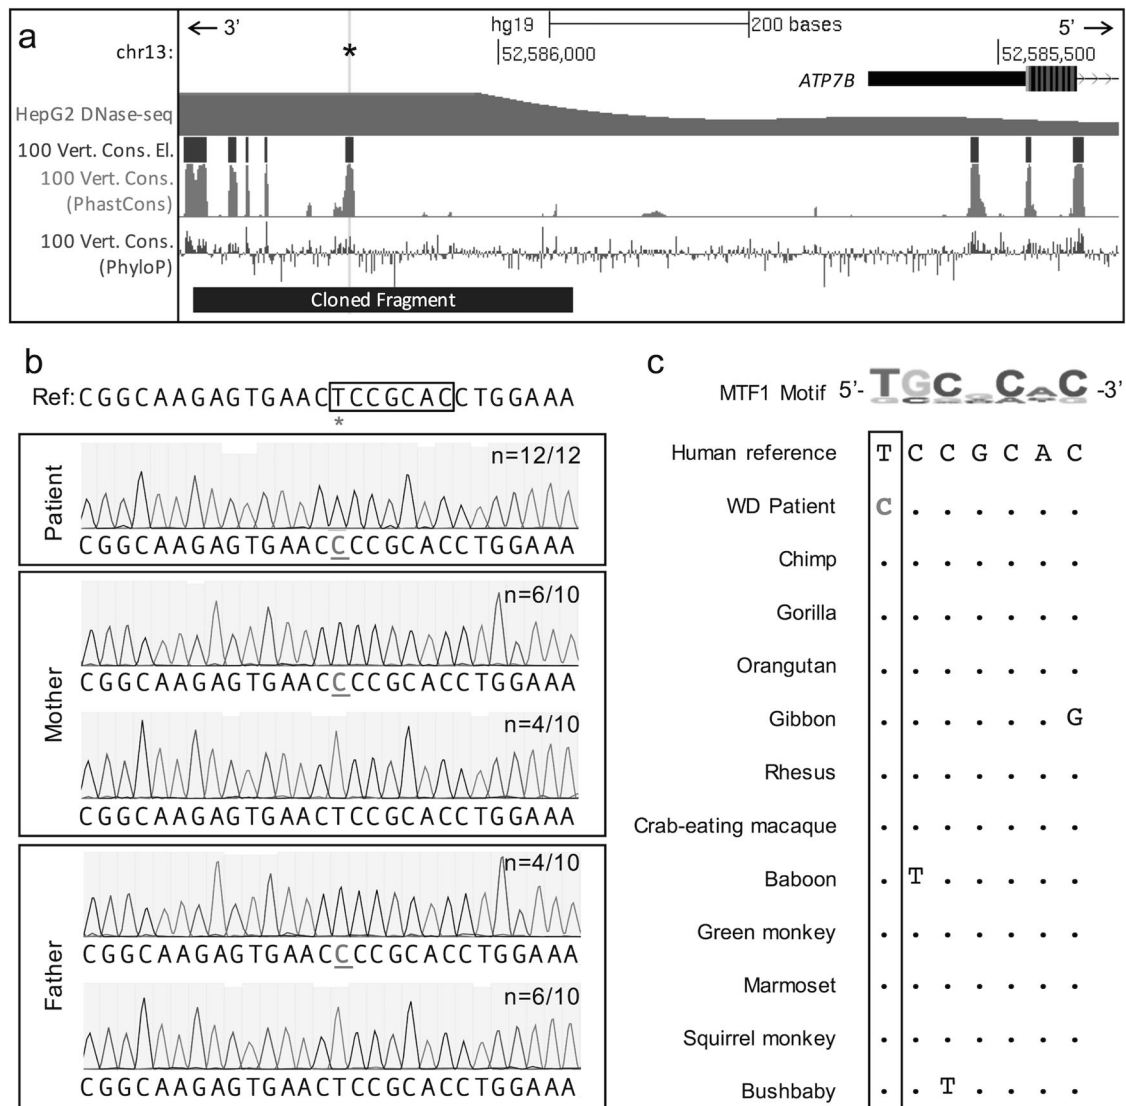 a
← 3’
hg19
200 bases
5’ →
chr13:
*
52,586,000
52,585,500
ATP7B
HepG2 DNase-seq
100 Vert. Cons. El.
100 Vert. Cons.
(PhastCons)
100 Vert. Cons.
(PhyloP)
Cloned Fragment
b
Ref:CGGCAAGAGTGAACTCCGCACCTGGAAA
*
Patient
n=12/12
CGGCAAGAGTGAACCCCGCACCTGGAAA
Mother
n=6/10
CGGCAAGAGTGAACCCCGCACCTGGAAA
n=4/10
CGGCAAGAGTGAACTCCGCACCTGGAAA
Father
n=4/10
CGGCAAGAGTGAACCCCGCACCTGGAAA
n=6/10
CGGCAAGAGTGAACTCCGCACCTGGAAA
c
MTF1 Motif 5’- TGC CAC -3’
Human reference T C C G C A C
WD Patient C . . . . . .
Chimp . . . . . . .
Gorilla . . . . . . .
Orangutan . . . . . . .
Gibbon . . . . . . G
Rhesus . . . . . . .
Crab-eating macaque . . . . . . .
Baboon . T . . . . .
Green monkey . . . . . . .
Marmoset . . . . . . .
Squirrel monkey . . . . . . .
Bushbaby . . T . . . .